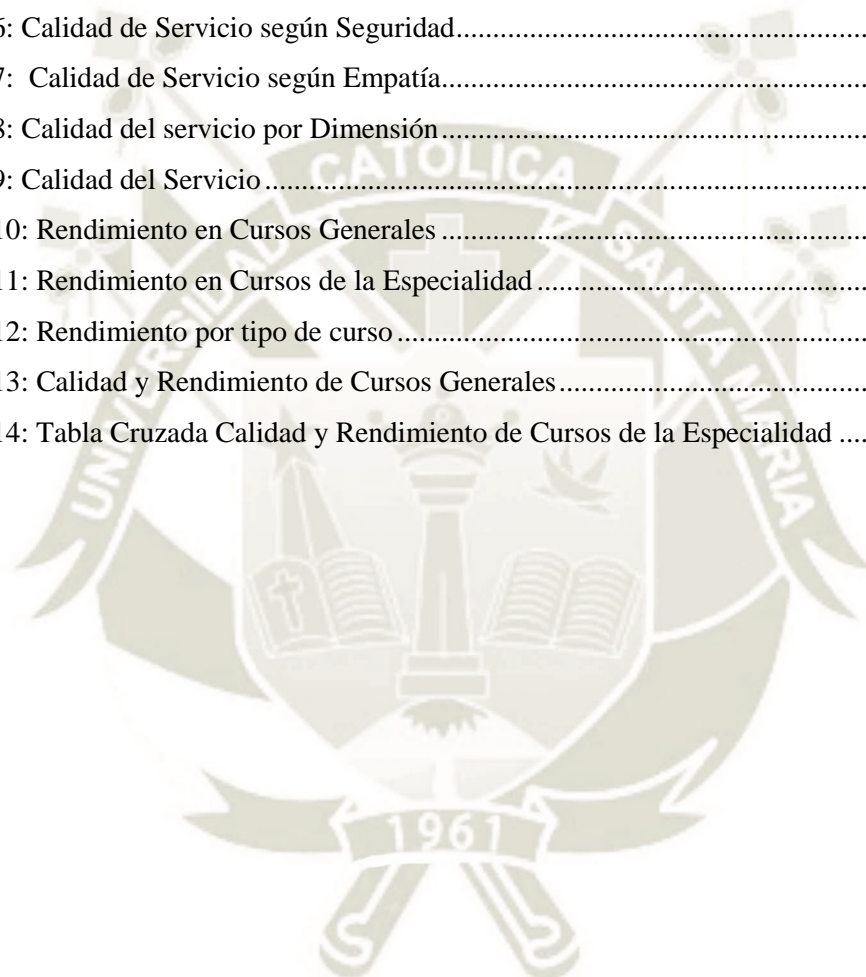 6: Calidad de Servicio según Seguridad..........................................................
7:  Calidad de Servicio según Empatía............................................................
8: Calidad del servicio por Dimensión............................................................
9: Calidad del Servicio...................................................................................
10: Rendimiento en Cursos Generales............................................................
11: Rendimiento en Cursos de la Especialidad..............................................
12: Rendimiento por tipo de curso.................................................................
13: Calidad y Rendimiento de Cursos Generales...........................................
14: Tabla Cruzada Calidad y Rendimiento de Cursos de la Especialidad ....
UNIVERSIDAD CATOLICA SANTA MARIA
1961